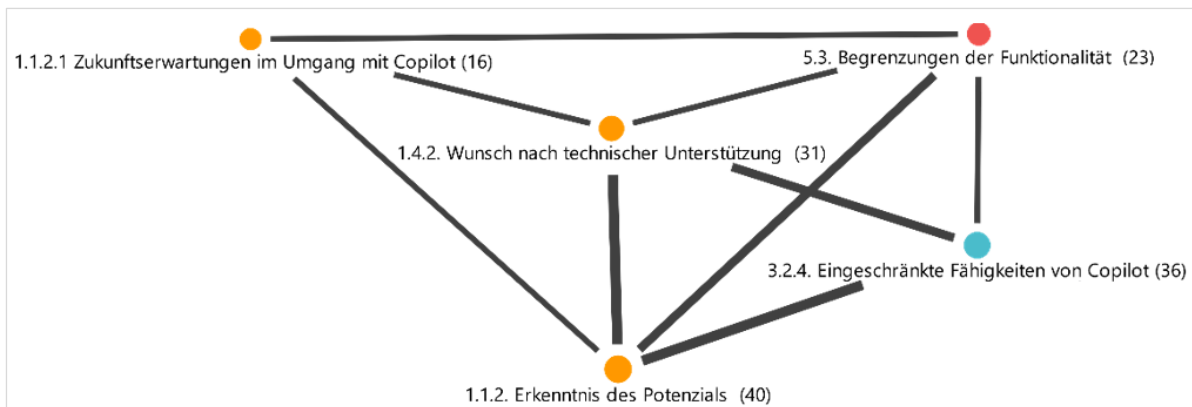 1.1.2.1 Zukunftserwartungen im Umgang mit Copilot (16)
5.3. Begrenzungen der Funktionalität (23)
1.4.2. Wunsch nach technischer Unterstützung (31)
3.2.4. Eingeschränkte Fähigkeiten von Copilot (36)
1.1.2. Erkenntnis des Potenzials (40)